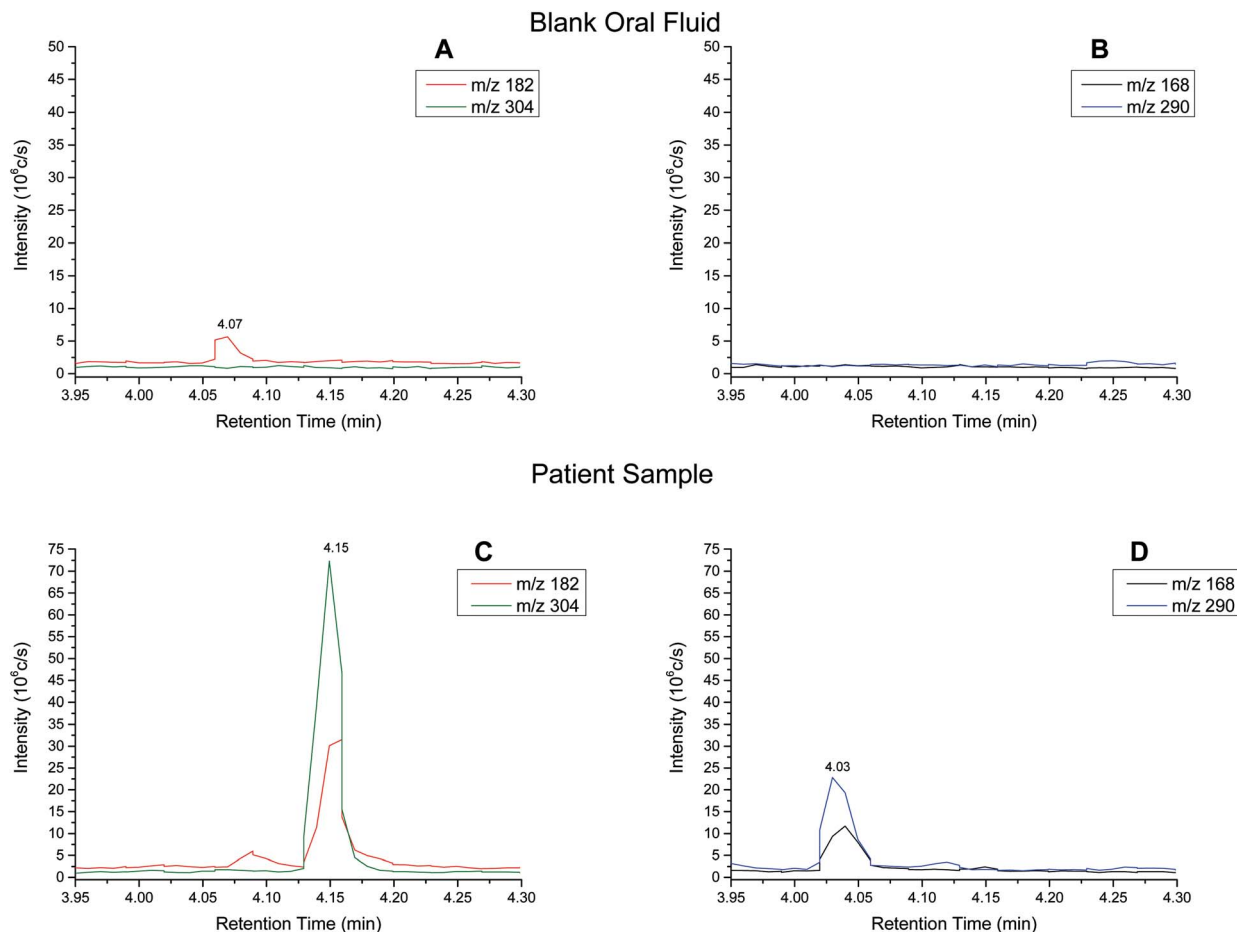 Blank Oral Fluid
A
m/z 182
m/z 304
50
45
40
35
30
25
20
15
10
5
0
Intensity (10⁶c/s)
4.07
3.95 4.00 4.05 4.10 4.15 4.20 4.25 4.30
Retention Time (min)
B
m/z 168
m/z 290
50
45
40
35
30
25
20
15
10
5
0
Intensity (10⁶c/s)
3.95 4.00 4.05 4.10 4.15 4.20 4.25 4.30
Retention Time (min)
Patient Sample
C
m/z 182
m/z 304
75
70
65
60
55
50
45
40
35
30
25
20
15
10
5
0
Intensity (10⁶c/s)
4.15
3.95 4.00 4.05 4.10 4.15 4.20 4.25 4.30
Retention Time (min)
D
m/z 168
m/z 290
75
70
65
60
55
50
45
40
35
30
25
20
15
10
5
0
Intensity (10⁶c/s)
4.03
3.95 4.00 4.05 4.10 4.15 4.20 4.25 4.30
Retention Time (min)